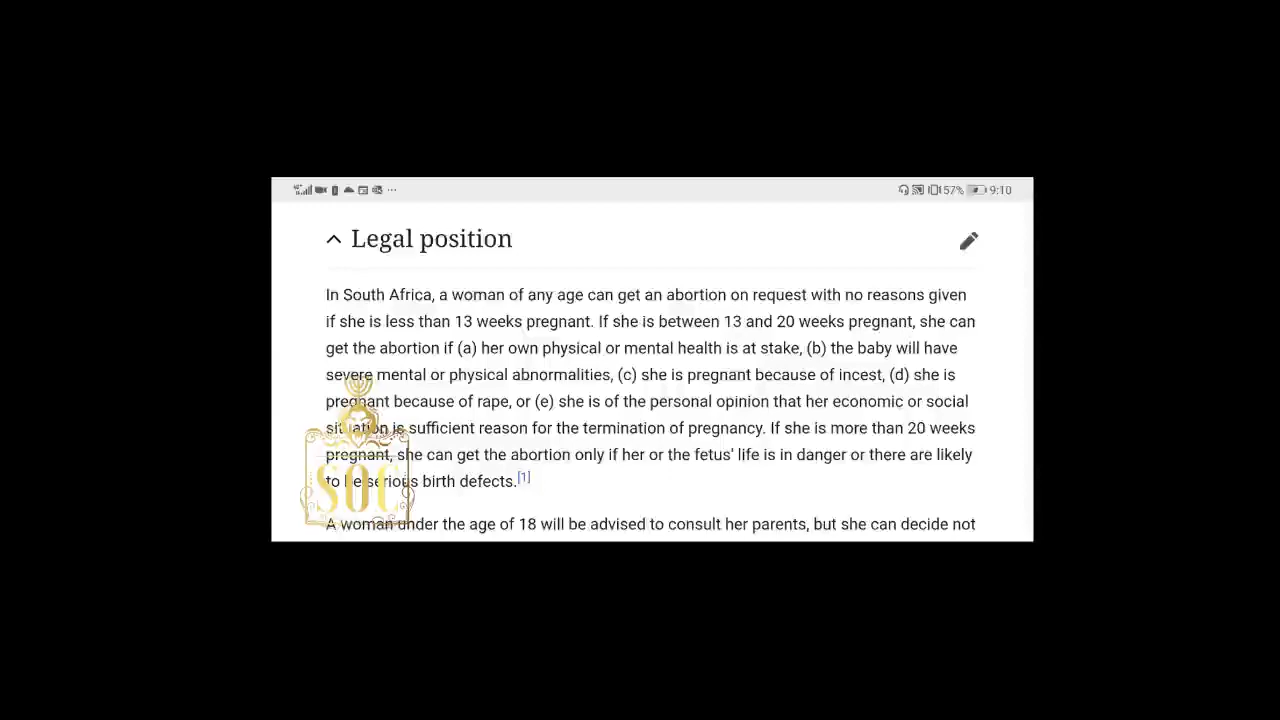 57% 9:10
Legal position
In South Africa, a woman of any age can get an abortion on request with no reasons given
if she is less than 13 weeks pregnant. If she is between 13 and 20 weeks pregnant, she can
get the abortion if (a) her own physical or mental health is at stake, (b) the baby will have
severe mental or physical abnormalities, (c) she is pregnant because of incest, (d) she is
pregnant because of rape, or (e) she is of the personal opinion that her economic or social
situation is sufficient reason for the termination of pregnancy. If she is more than 20 weeks
pregnant, she can get the abortion only if her or the fetus' life is in danger or there are likely
to be serious birth defects.[1]
SOC
A woman under the age of 18 will be advised to consult her parents, but she can decide not